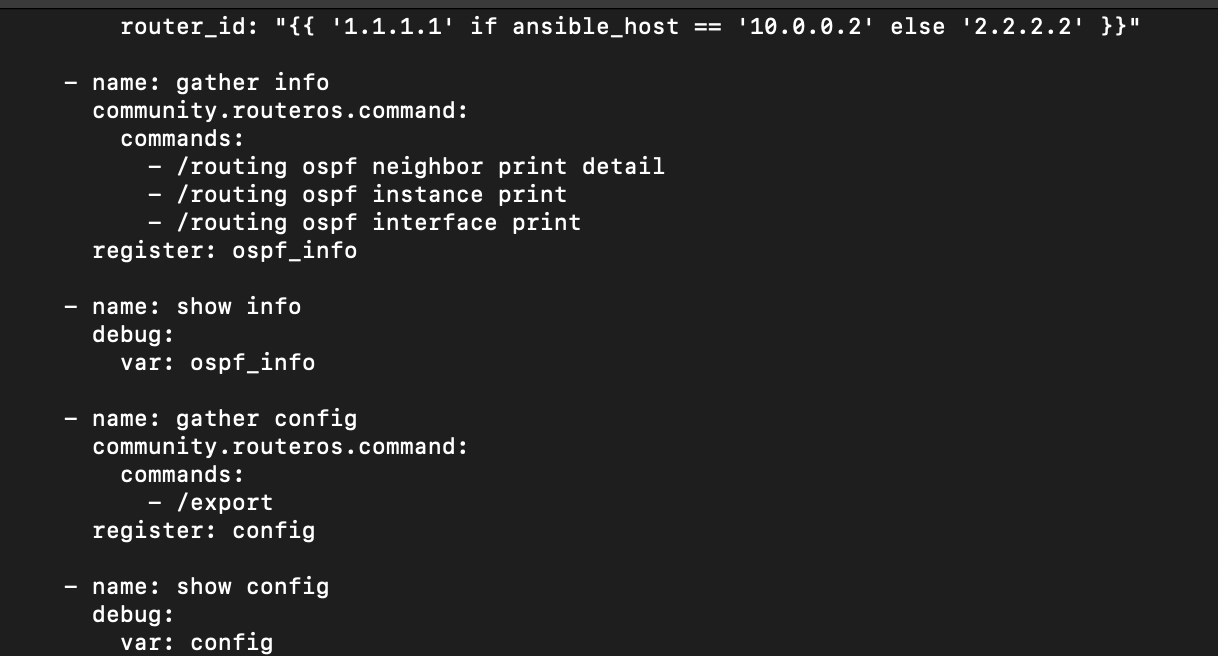 router_id: "{{ '1.1.1.1' if ansible_host == '10.0.0.2' else '2.2.2.2' }}"
- name: gather info
community.routeros.command:
commands:
- /routing ospf neighbor print detail
- /routing ospf instance print
- /routing ospf interface print
register: ospf_info
- name: show info
debug:
var: ospf_info
- name: gather config
community.routeros.command:
commands:
- /export
register: config
- name: show config
debug:
var: config